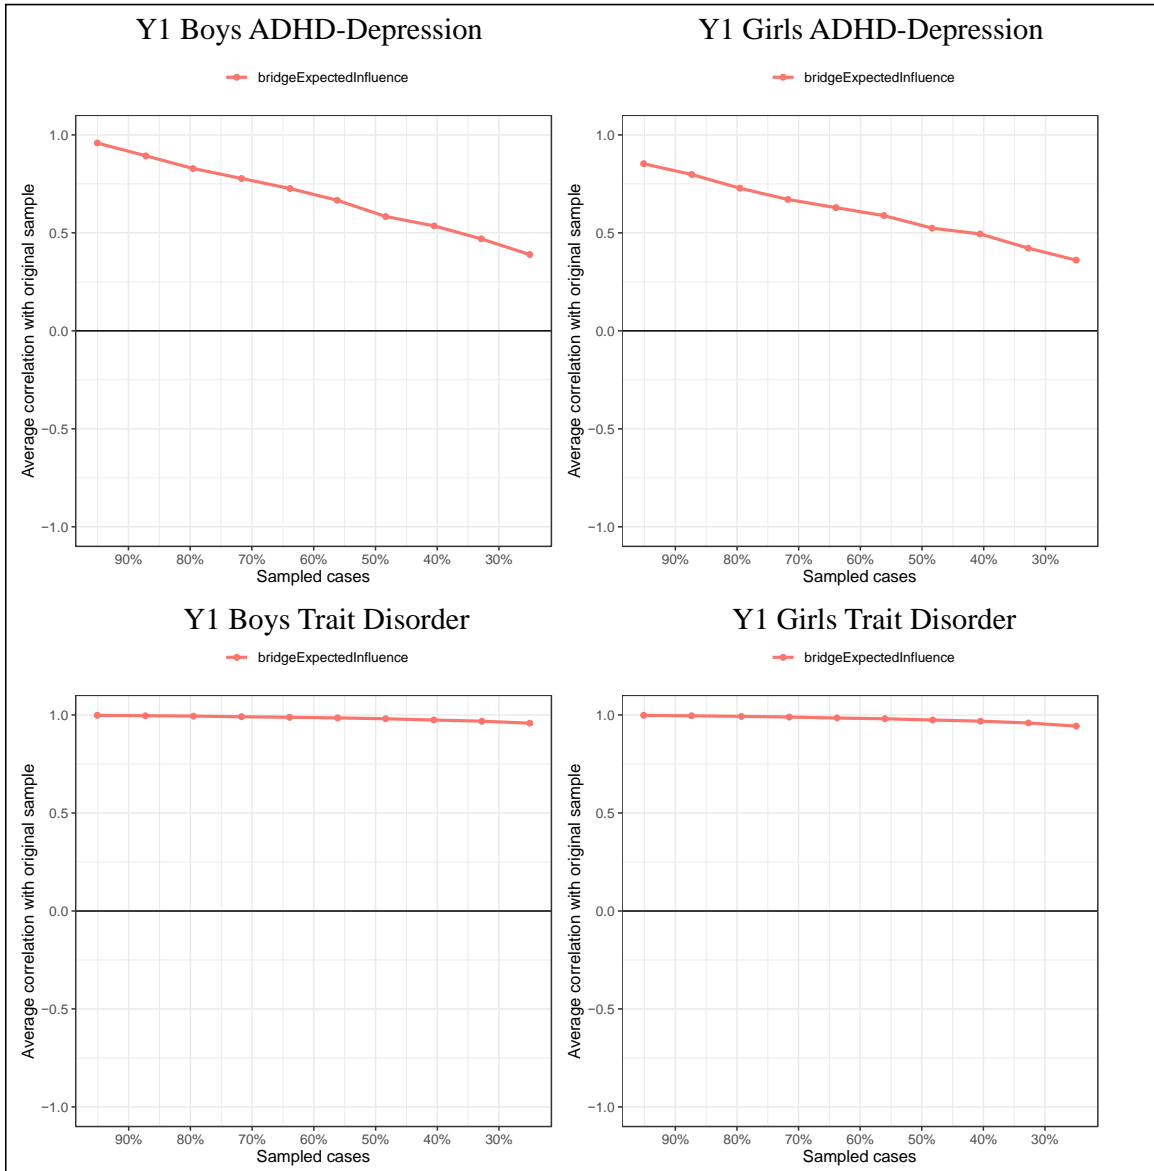 Y1 Boys ADHD-Depression
bridgeExpectedInfluence
Average correlation with original sample
1.0
0.5
0.0
−0.5
−1.0
90% 80% 70% 60% 50% 40% 30%
Sampled cases
Y1 Girls ADHD-Depression
bridgeExpectedInfluence
Average correlation with original sample
1.0
0.5
0.0
−0.5
−1.0
90% 80% 70% 60% 50% 40% 30%
Sampled cases
Y1 Boys Trait Disorder
bridgeExpectedInfluence
Average correlation with original sample
1.0
0.5
0.0
−0.5
−1.0
90% 80% 70% 60% 50% 40% 30%
Sampled cases
Y1 Girls Trait Disorder
bridgeExpectedInfluence
Average correlation with original sample
1.0
0.5
0.0
−0.5
−1.0
90% 80% 70% 60% 50% 40% 30%
Sampled cases